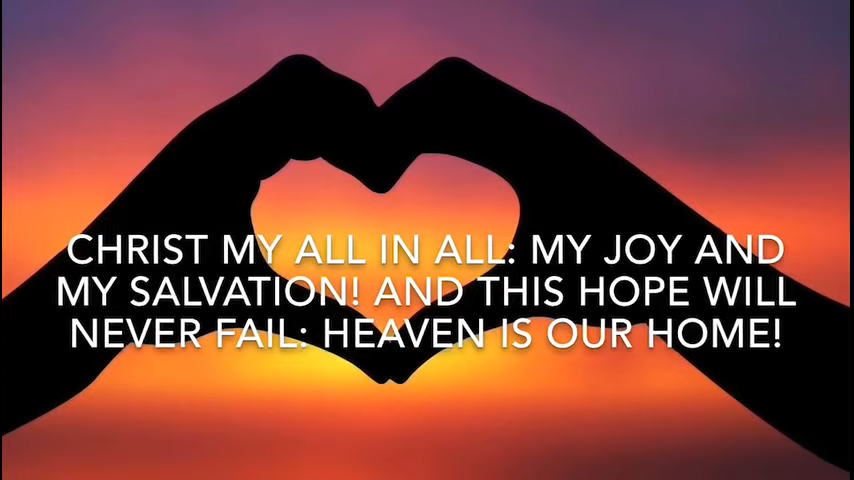 CHRIST MY ALL IN ALL: MY JOY AND
MY SALVATION! AND THIS HOPE WILL
NEVER FAIL: HEAVEN IS OUR HOME!